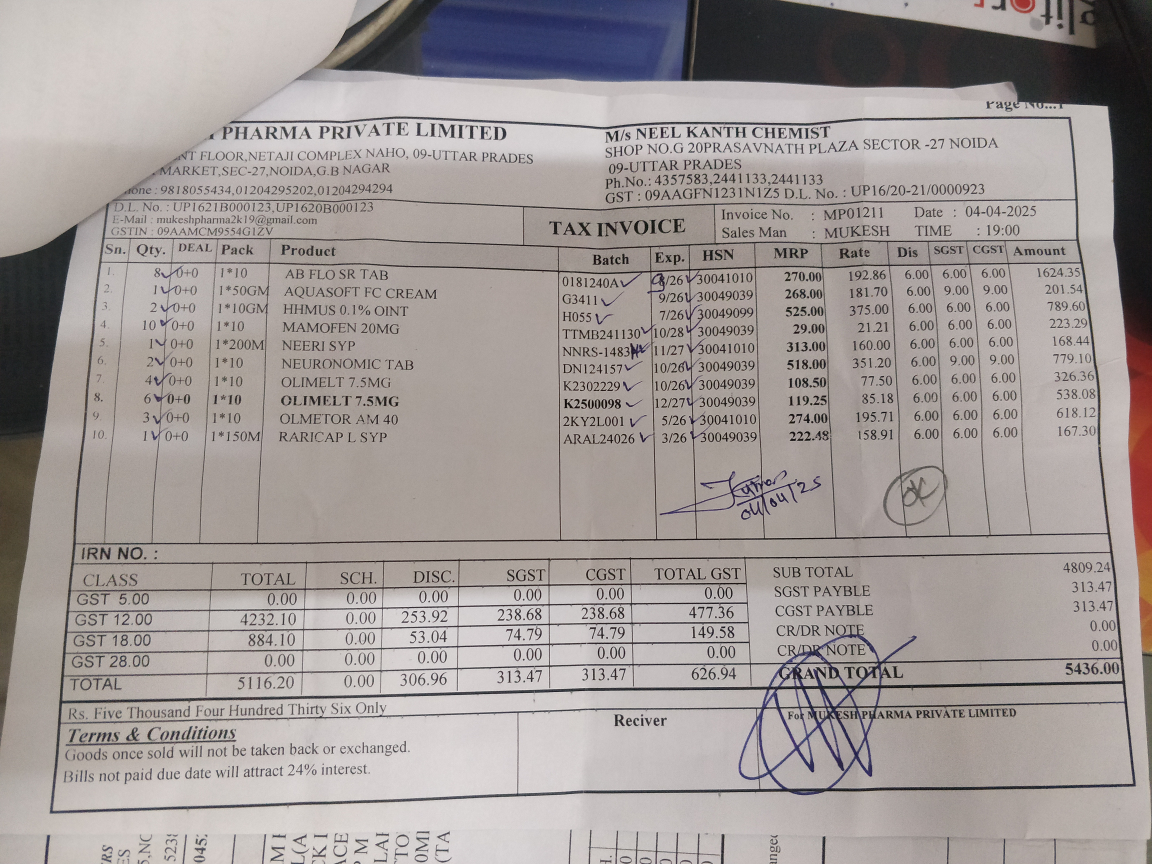 Page No...1
PHARMA PRIVATE LIMITED
FLOOR,NETAJI COMPLEX NAHO, 09-UTTAR PRADES
MARKET,SEC-27,NOIDA,G.B NAGAR
: 9818055434,01204295202,01204294294
D.L. No. : UP1621B000123,UP1620B000123
E-Mail : mukeshpharma2k19@gmail.com
GSTIN : 09AAMCM9554G1ZV
M/s NEEL KANTH CHEMIST
SHOP NO.G 20PRASAVNATH PLAZA SECTOR -27 NOIDA
09-UTTAR PRADES
Ph.No.: 4357583,2441133,2441133
GST : 09AAGFN1231N1Z5 D.L. No. : UP16/20-21/0000923
TAX INVOICE
Invoice No. : MP01211 Date : 04-04-2025
Sales Man : MUKESH TIME : 19:00
Sn. Qty. DEAL Pack Product Batch Exp. HSN MRP Rate Dis SGST CGST Amount
1. 8 0+0 1*10 AB FLO SR TAB 0181240A 8/26 30041010 270.00 192.86 6.00 6.00 6.00 1624.35
2. 1 0+0 1*50GM AQUASOFT FC CREAM G3411 9/26 30049039 268.00 181.70 6.00 9.00 9.00 201.54
3. 2 0+0 1*10GM HHMUS 0.1% OINT H055 7/26 30049099 525.00 375.00 6.00 6.00 6.00 789.60
4. 10 0+0 1*10 MAMOFEN 20MG TTMB241130 10/28 30049039 29.00 21.21 6.00 6.00 6.00 223.29
5. 1 0+0 1*200M NEERI SYP NNRS-1483 11/27 30041010 313.00 160.00 6.00 6.00 6.00 168.44
6. 2 0+0 1*10 NEURONOMIC TAB DN124157 10/26 30049039 518.00 351.20 6.00 9.00 9.00 779.10
7. 4 0+0 1*10 OLIMELT 7.5MG K2302229 10/26 30049039 108.50 77.50 6.00 6.00 6.00 326.36
8. 6 0+0 1*10 OLIMELT 7.5MG K2500098 12/27 30049039 119.25 85.18 6.00 6.00 6.00 538.08
9. 3 0+0 1*10 OLMETOR AM 40 2KY2L001 5/26 30041010 274.00 195.71 6.00 6.00 6.00 618.12
10. 1 0+0 1*150M RARICAP L SYP ARAL24026 3/26 30049039 222.48 158.91 6.00 6.00 6.00 167.30
04/04/25
OK
IRN NO. :
CLASS TOTAL SCH. DISC. SGST CGST TOTAL GST
GST 5.00 0.00 0.00 0.00 0.00 0.00 0.00
GST 12.00 4232.10 0.00 253.92 238.68 238.68 477.36
GST 18.00 884.10 0.00 53.04 74.79 74.79 149.58
GST 28.00 0.00 0.00 0.00 0.00 0.00 0.00
TOTAL 5116.20 0.00 306.96 313.47 313.47 626.94
SUB TOTAL 4809.24
SGST PAYBLE 313.47
CGST PAYBLE 313.47
CR/DR NOTE 0.00
CR/DR NOTE 0.00
GRAND TOTAL 5436.00
Rs. Five Thousand Four Hundred Thirty Six Only
Terms & Conditions
Goods once sold will not be taken back or exchanged.
Bills not paid due date will attract 24% interest.
Reciver
For MUKESH PHARMA PRIVATE LIMITED